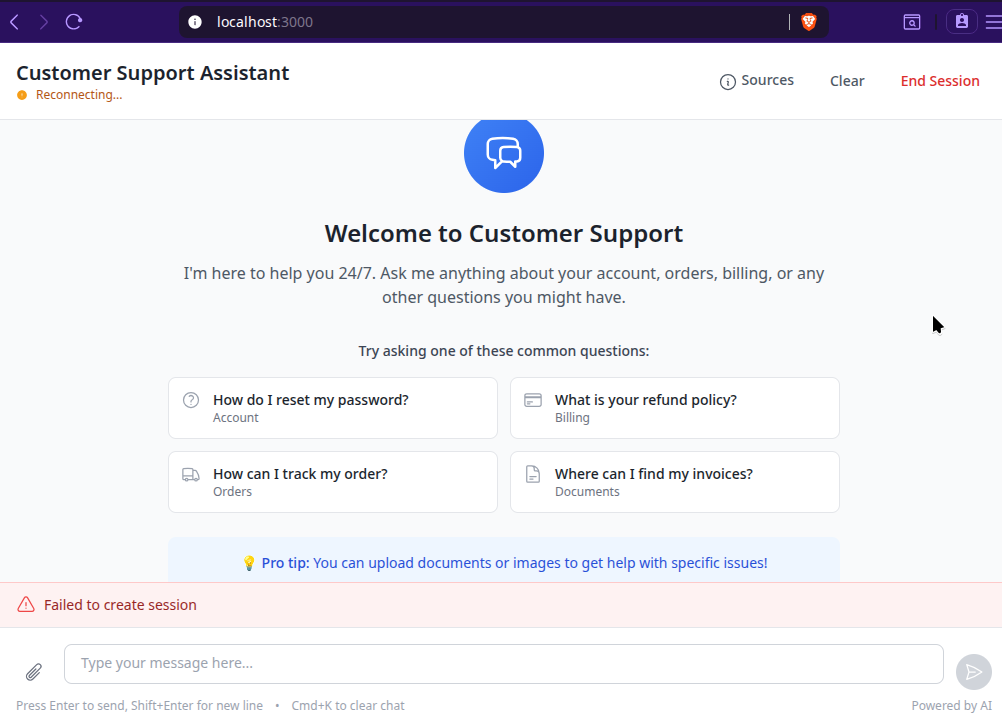 localhost:3000
Customer Support Assistant
Reconnecting...
Sources
Clear
End Session
Welcome to Customer Support
I'm here to help you 24/7. Ask me anything about your account, orders, billing, or any
other questions you might have.
Try asking one of these common questions:
How do I reset my password?
Account
What is your refund policy?
Billing
How can I track my order?
Orders
Where can I find my invoices?
Documents
💡 Pro tip: You can upload documents or images to get help with specific issues!
Failed to create session
Type your message here...
Press Enter to send, Shift+Enter for new line • Cmd+K to clear chat
Powered by AI